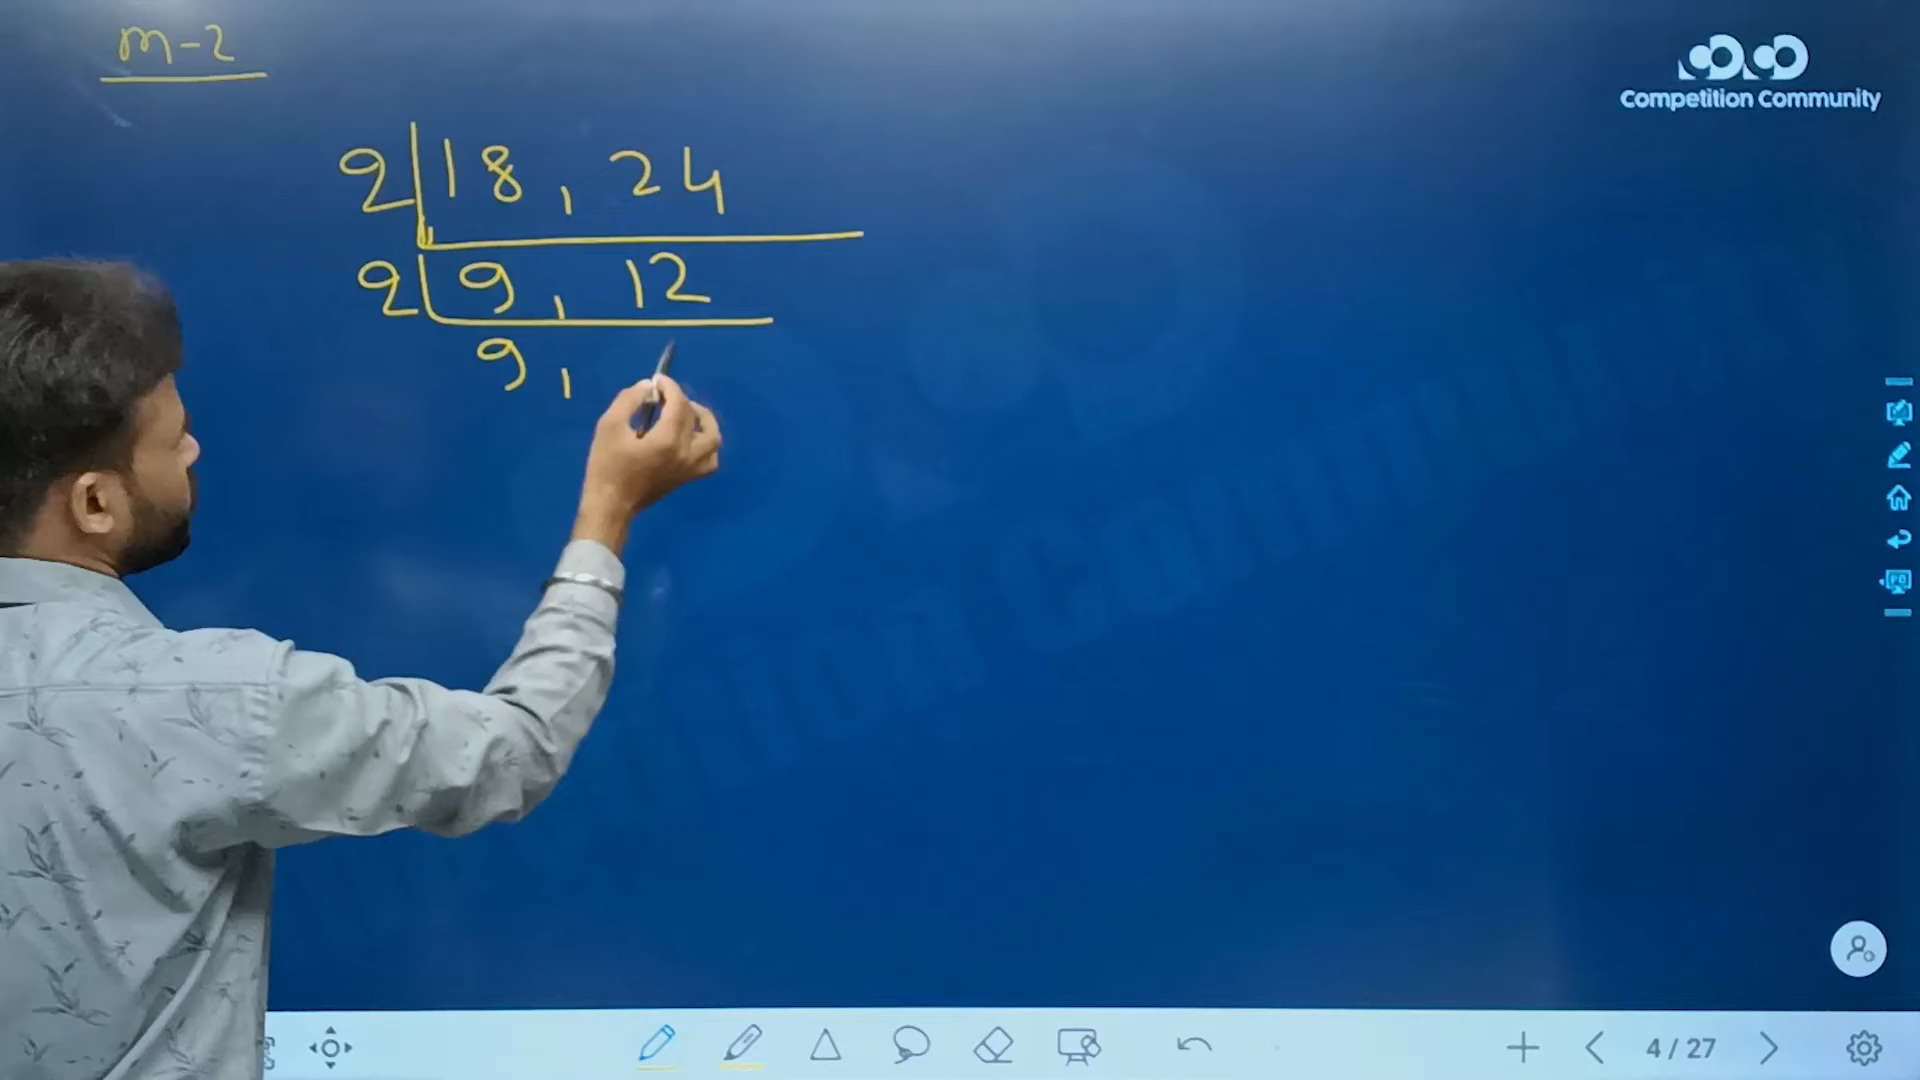 m-2
Competition Community
2 | 18, 24
2 | 9, 12
9,
4 / 27